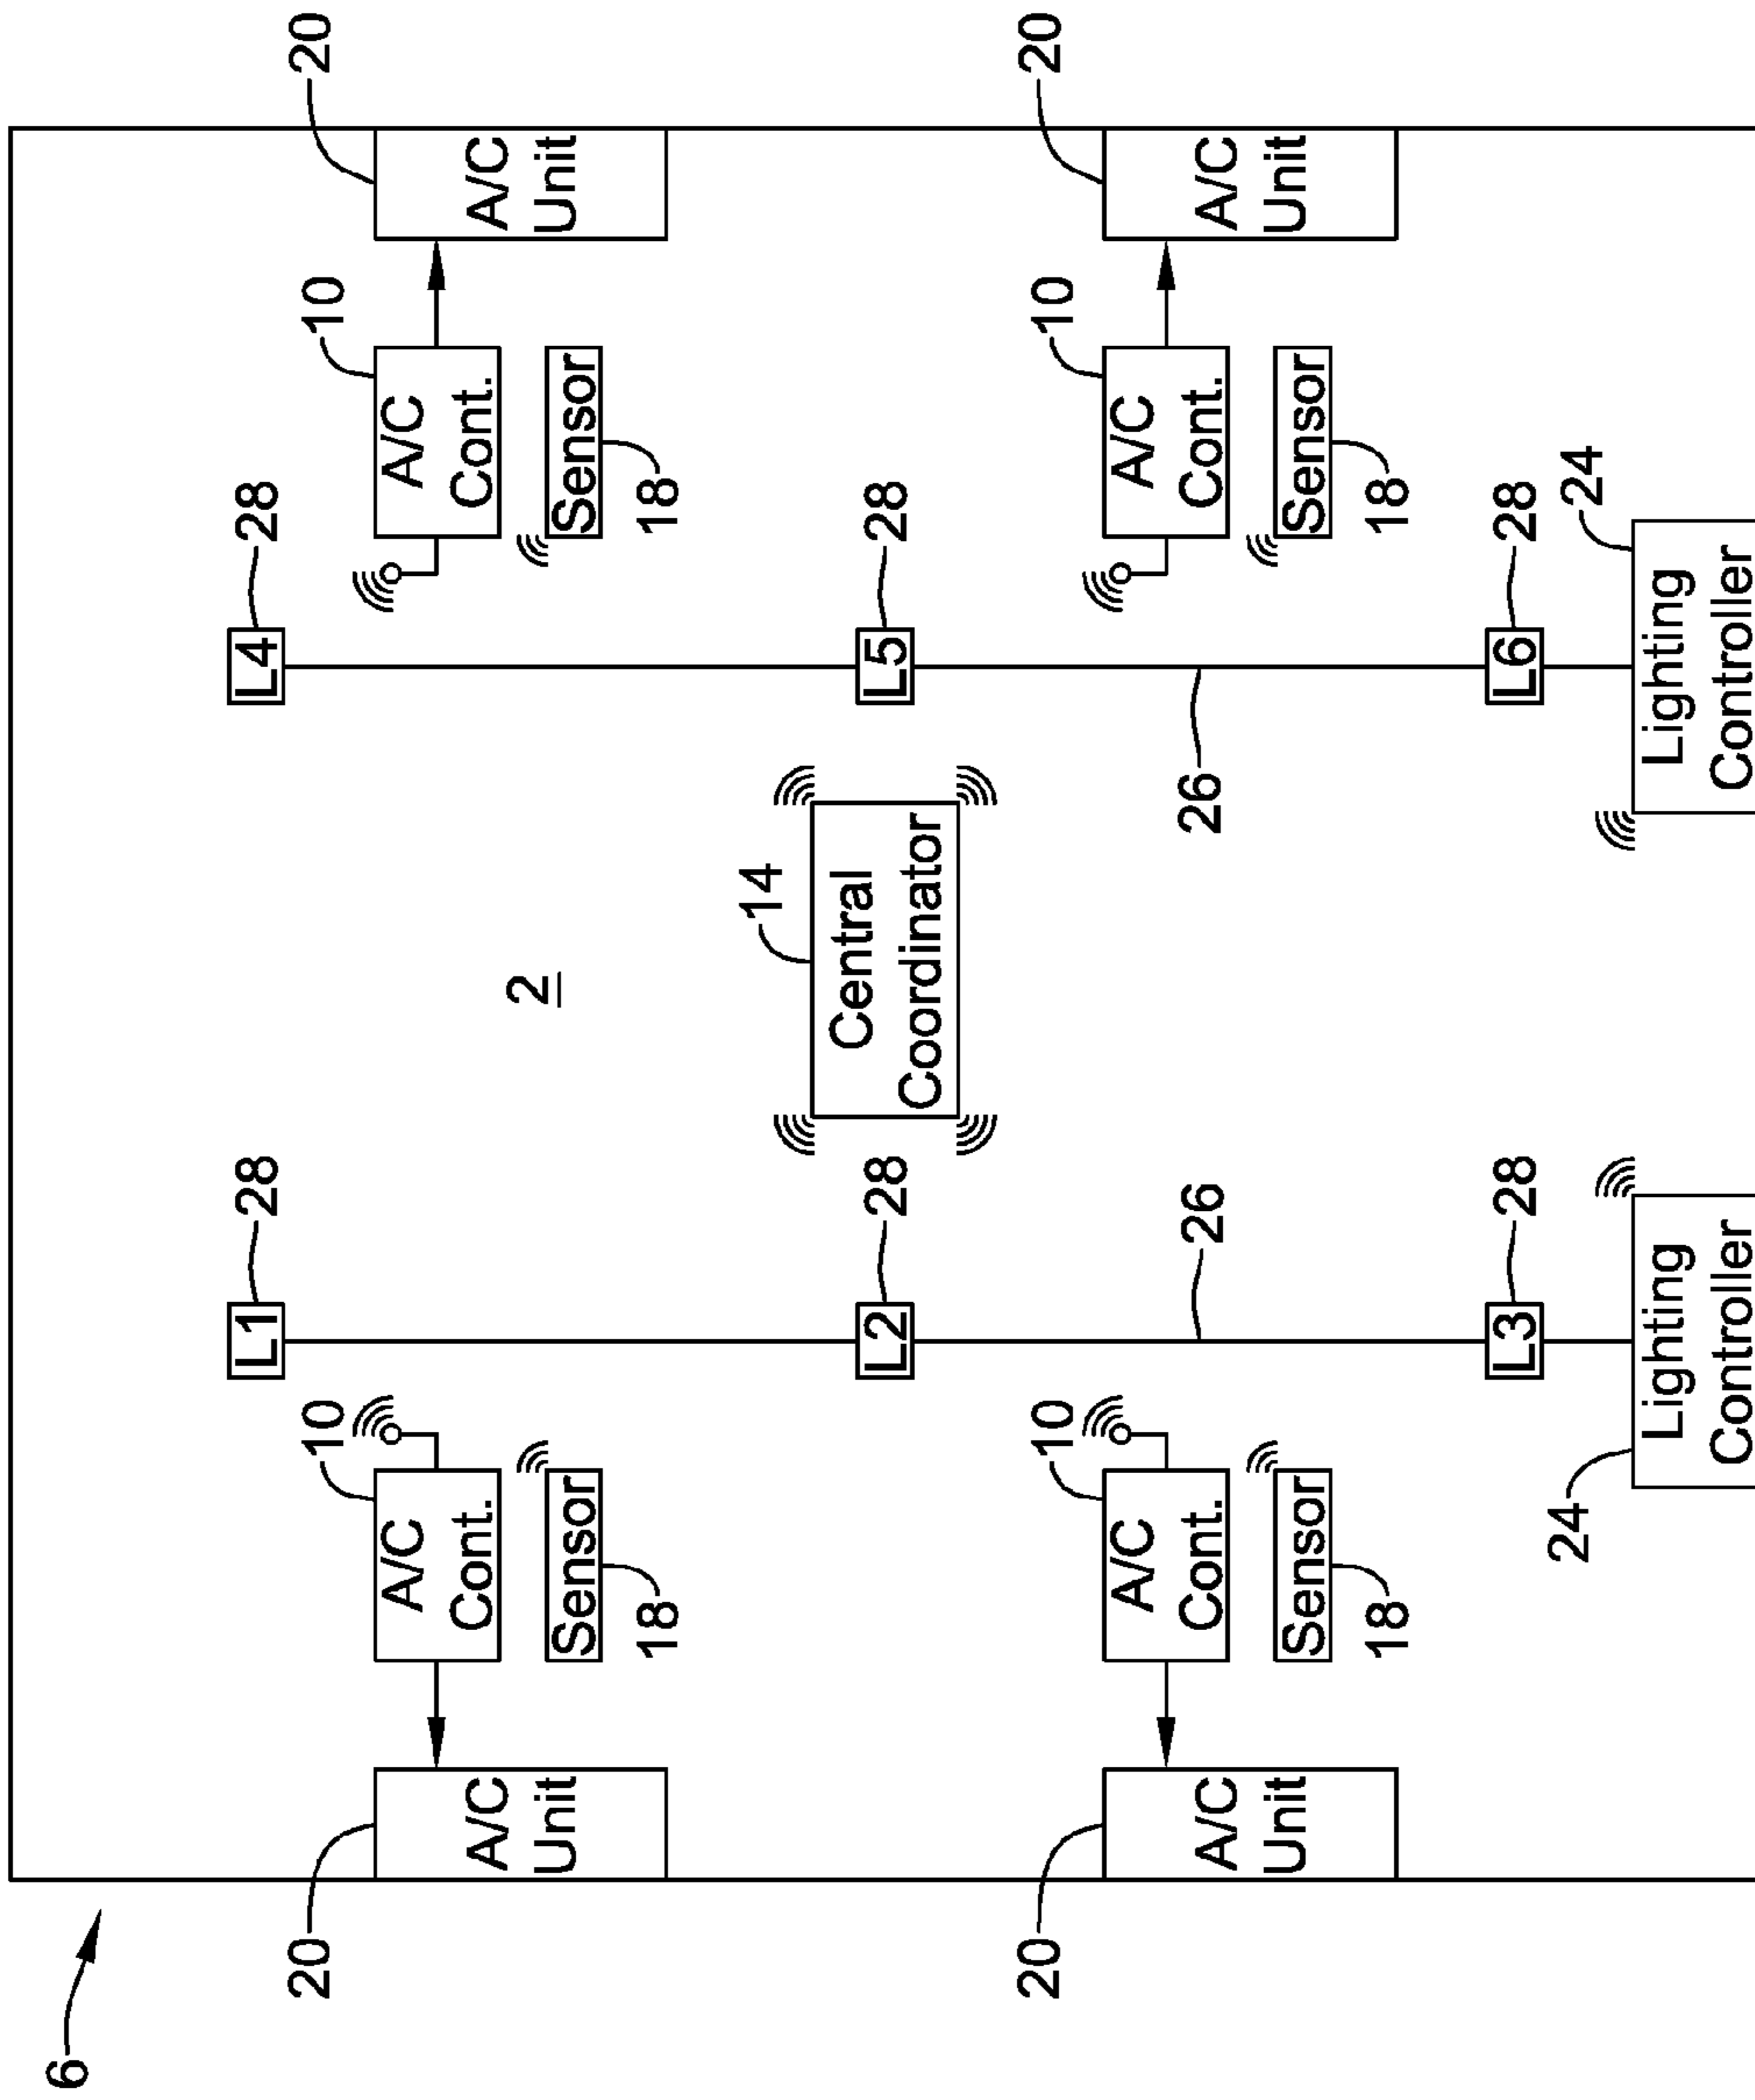 6
L1
28
L4
28
20
10
10
20
A/C
Unit
A/C
Cont.
A/C
Cont.
A/C
Unit
2
Sensor
18
Sensor
18
14
Central
Coordinator
L2
28
L5
28
20
10
10
20
A/C
Unit
A/C
Cont.
26
26
A/C
Cont.
A/C
Unit
Sensor
18
Sensor
18
L3
28
L6
28
24
Lighting
Controller
24
Lighting
Controller